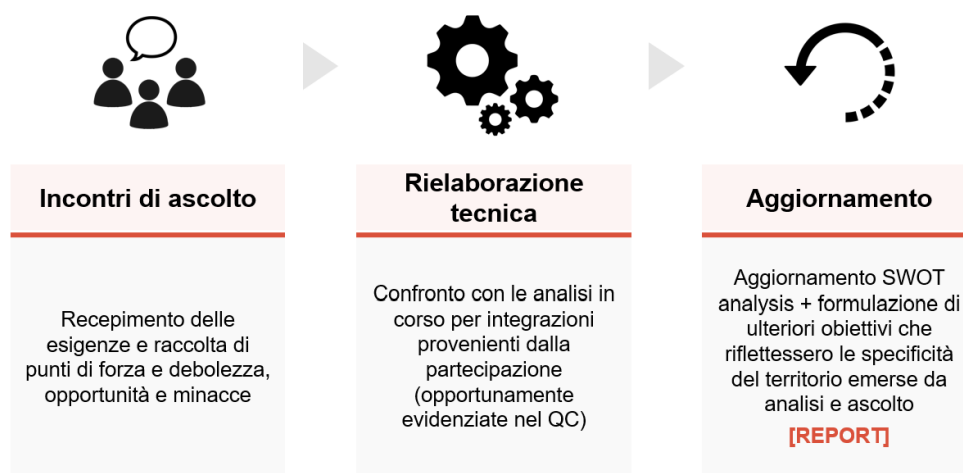 Incontri di ascolto
Recepimento delle
esigenze e raccolta di
punti di forza e debolezza,
opportunità e minacce
Rielaborazione
tecnica
Confronto con le analisi in
corso per integrazioni
provenienti dalla
partecipazione
(opportunamente
evidenziate nel QC)
Aggiornamento
Aggiornamento SWOT
analysis + formulazione di
ulteriori obiettivi che
riflettessero le specificità
del territorio emerse da
analisi e ascolto
[REPORT]